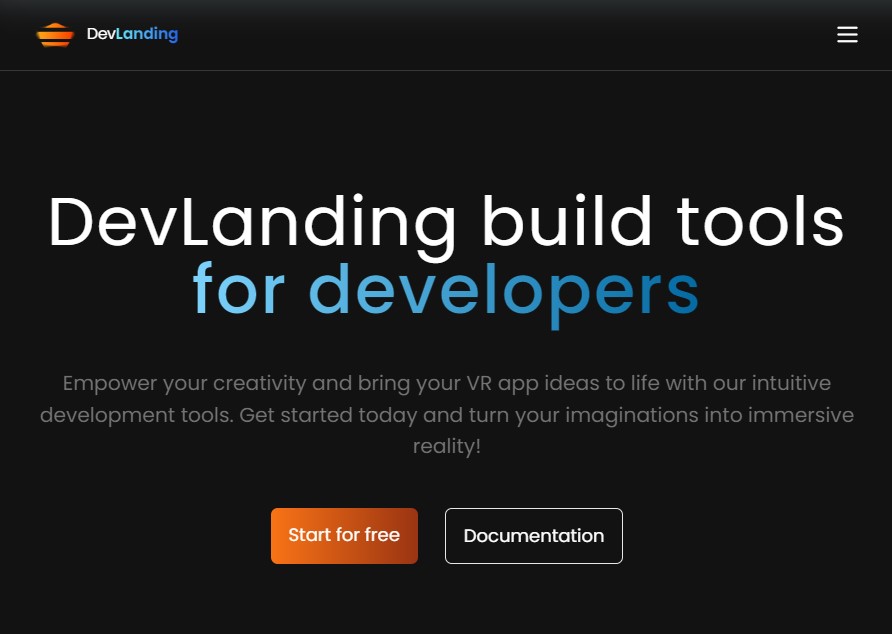 DevLanding
DevLanding build tools
for developers
Empower your creativity and bring your VR app ideas to life with our intuitive
development tools. Get started today and turn your imaginations into immersive
reality!
Start for free
Documentation